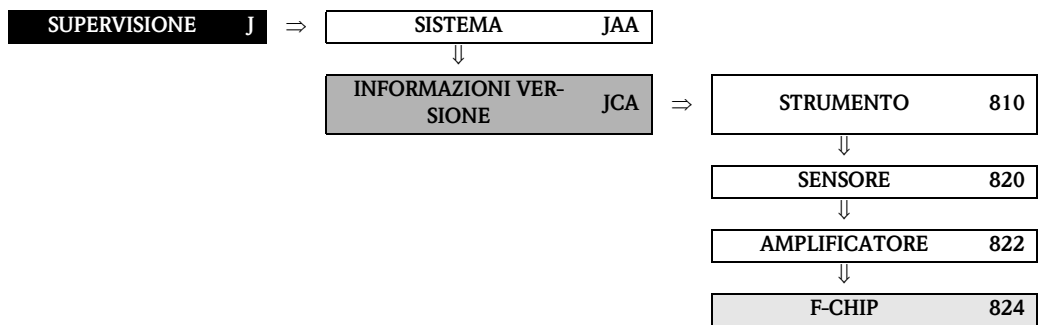 SUPERVISIONE J ⇒ SISTEMA JAA
⇓
INFORMAZIONI VER-
SIONE JCA ⇒ STRUMENTO 810
⇓
SENSORE 820
⇓
AMPLIFICATORE 822
⇓
F-CHIP 824